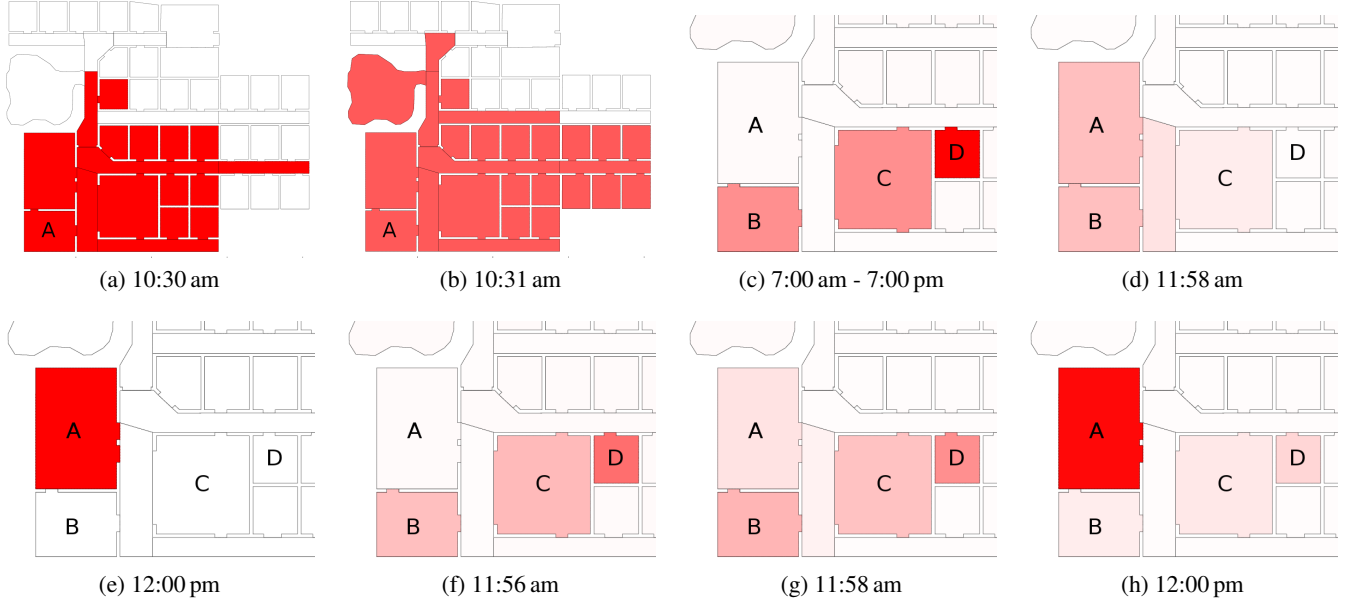 A
A
A
B
C
D
A
B
C
D
(a) 10:30 am
(b) 10:31 am
(c) 7:00 am - 7:00 pm
(d) 11:58 am
A
B
C
D
A
B
C
D
A
B
C
D
A
B
C
D
(e) 12:00 pm
(f) 11:56 am
(g) 11:58 am
(h) 12:00 pm